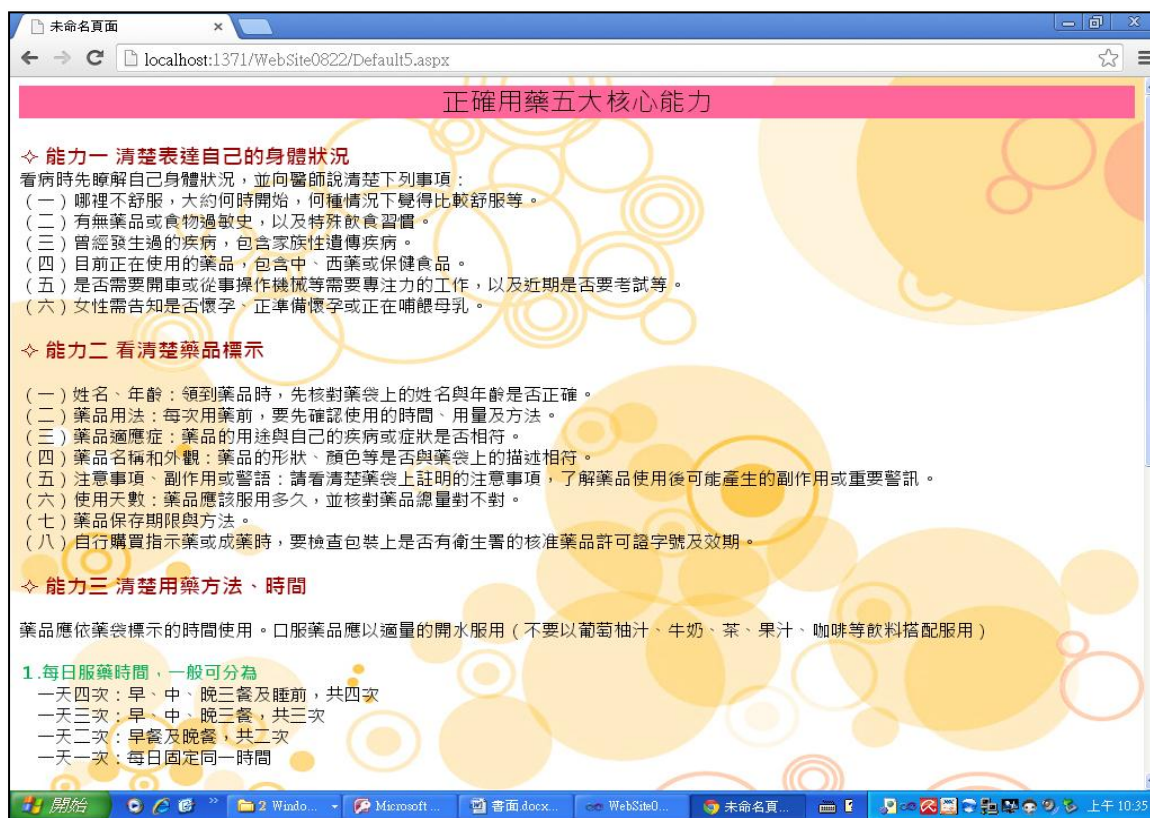 未命名頁面
localhost:1371/WebSite0822/Default5.aspx
正確用藥五大核心能力
✧ 能力一 清楚表達自己的身體狀況
看病時先瞭解自己身體狀況，並向醫師說清楚下列事項：
（一）哪裡不舒服，大約何時開始，何種情況下覺得比較舒服等。
（二）有無藥品或食物過敏史，以及特殊飲食習慣。
（三）曾經發生過的疾病，包含家族性遺傳疾病。
（四）目前正在使用的藥品，包含中、西藥或保健食品。
（五）是否需要開車或從事操作機械等需要專注力的工作，以及近期是否要考試等。
（六）女性需告知是否懷孕、正準備懷孕或正在哺餵母乳。
✧ 能力二 看清楚藥品標示
（一）姓名、年齡：領到藥品時，先核對藥袋上的姓名與年齡是否正確。
（二）藥品用法：每次用藥前，要先確認使用的時間、用量及方法。
（三）藥品適應症：藥品的用途與自己的疾病或症狀是否相符。
（四）藥品名稱和外觀：藥品的形狀、顏色等是否與藥袋上的描述相符。
（五）注意事項、副作用或警語：請看清楚藥袋上註明的注意事項，了解藥品使用後可能產生的副作用或重要警訊。
（六）使用天數：藥品應該服用多久，並核對藥品總量對不對。
（七）藥品保存期限與方法。
（八）自行購買指示藥或成藥時，要檢查包裝上是否有衛生署的核准藥品許可證字號及效期。
✧ 能力三 清楚用藥方法、時間
藥品應依藥袋標示的時間使用。口服藥品應以適量的開水服用（不要以葡萄柚汁、牛奶、茶、果汁、咖啡等飲料搭配服用）
１.每日服藥時間，一般可分為
一天四次：早、中、晚三餐及睡前，共四次
一天三次：早、中、晚三餐，共三次
一天二次：早餐及晚餐，共二次
一天一次：每日固定同一時間
開始 2 Windo... Microsoft ... 書面.docx... WebSite0... 未命名頁... 上午 10:35